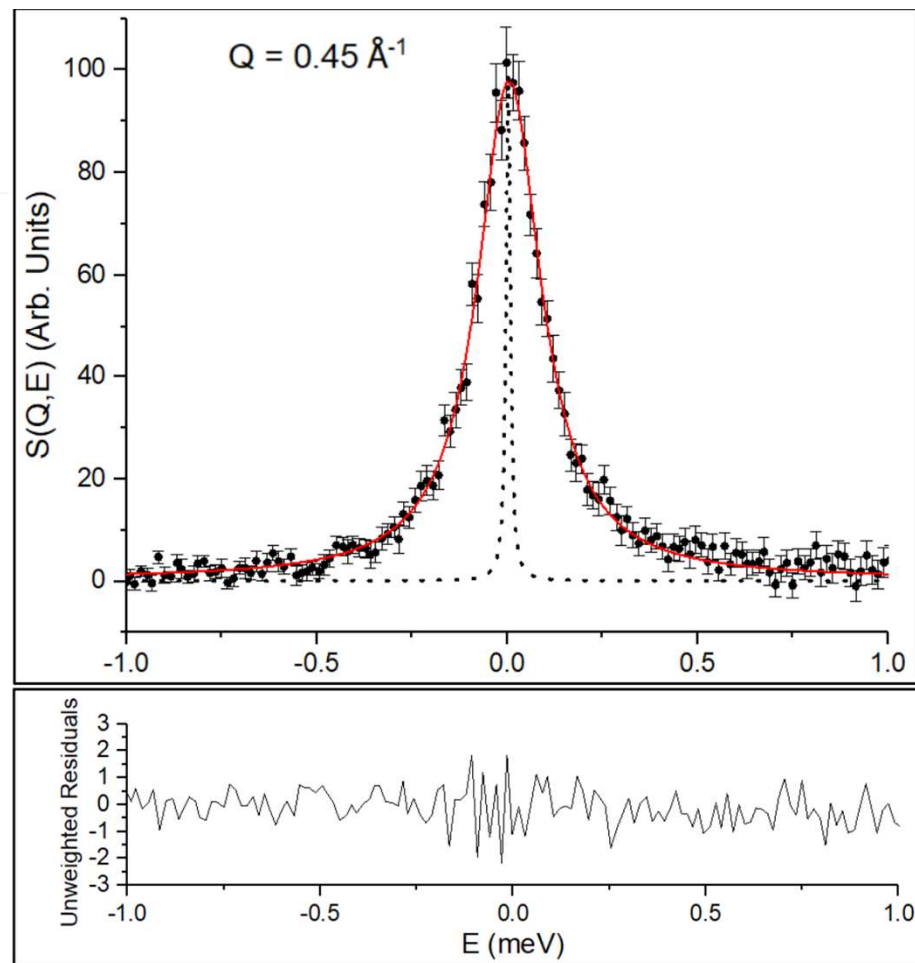 Q = 0.45 Å⁻¹
S(Q,E) (Arb. Units)
100
80
60
40
20
0
-1.0 -0.5 0.0 0.5 1.0
Unweighted Residuals
3
2
1
0
-1
-2
-3
-1.0 -0.5 0.0 0.5 1.0
E (meV)